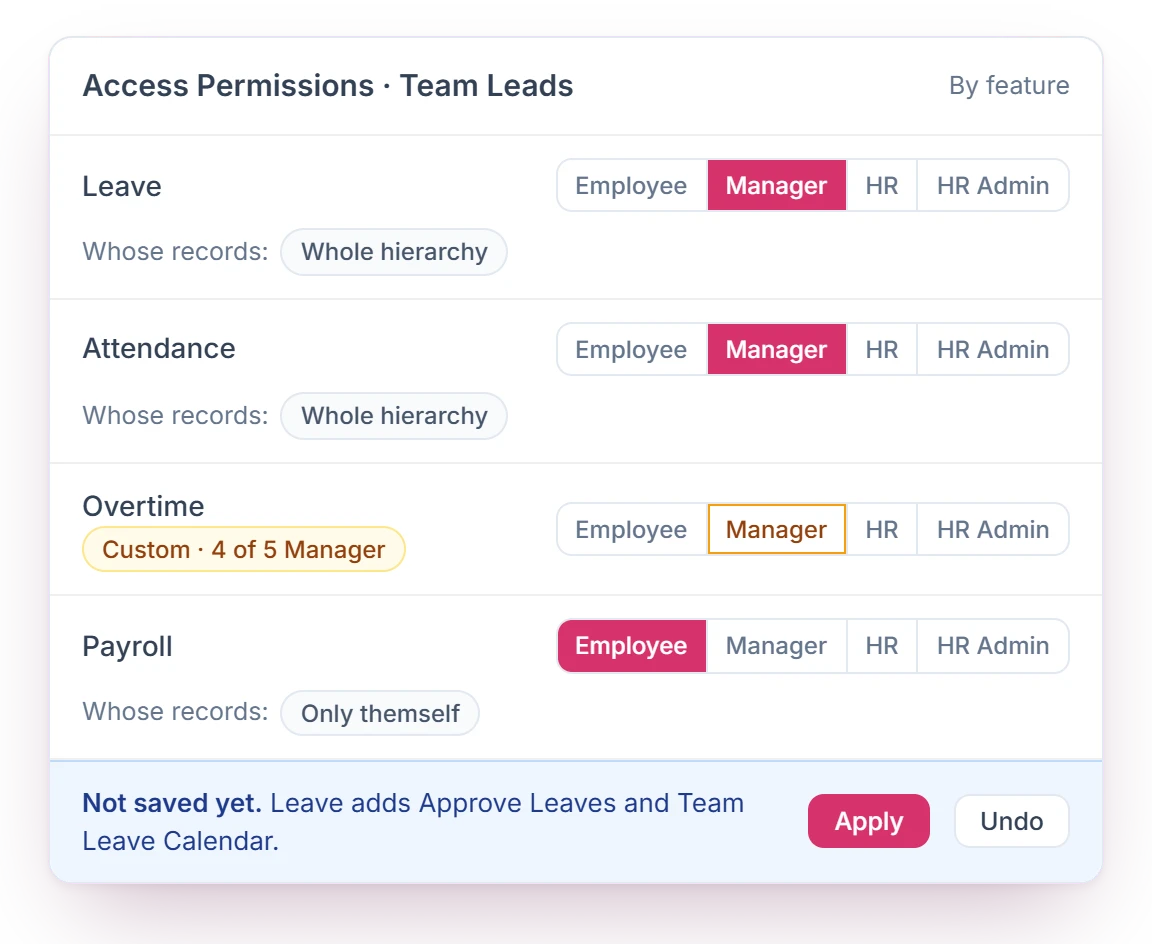 Access Permissions · Team Leads By feature
Leave Employee Manager HR HR Admin
Whose records: Whole hierarchy
Attendance Employee Manager HR HR Admin
Whose records: Whole hierarchy
Overtime
Custom · 4 of 5 Manager Employee Manager HR HR Admin
Payroll Employee Manager HR HR Admin
Whose records: Only themself
Not saved yet. Leave adds Approve Leaves and Team
Leave Calendar. Apply Undo